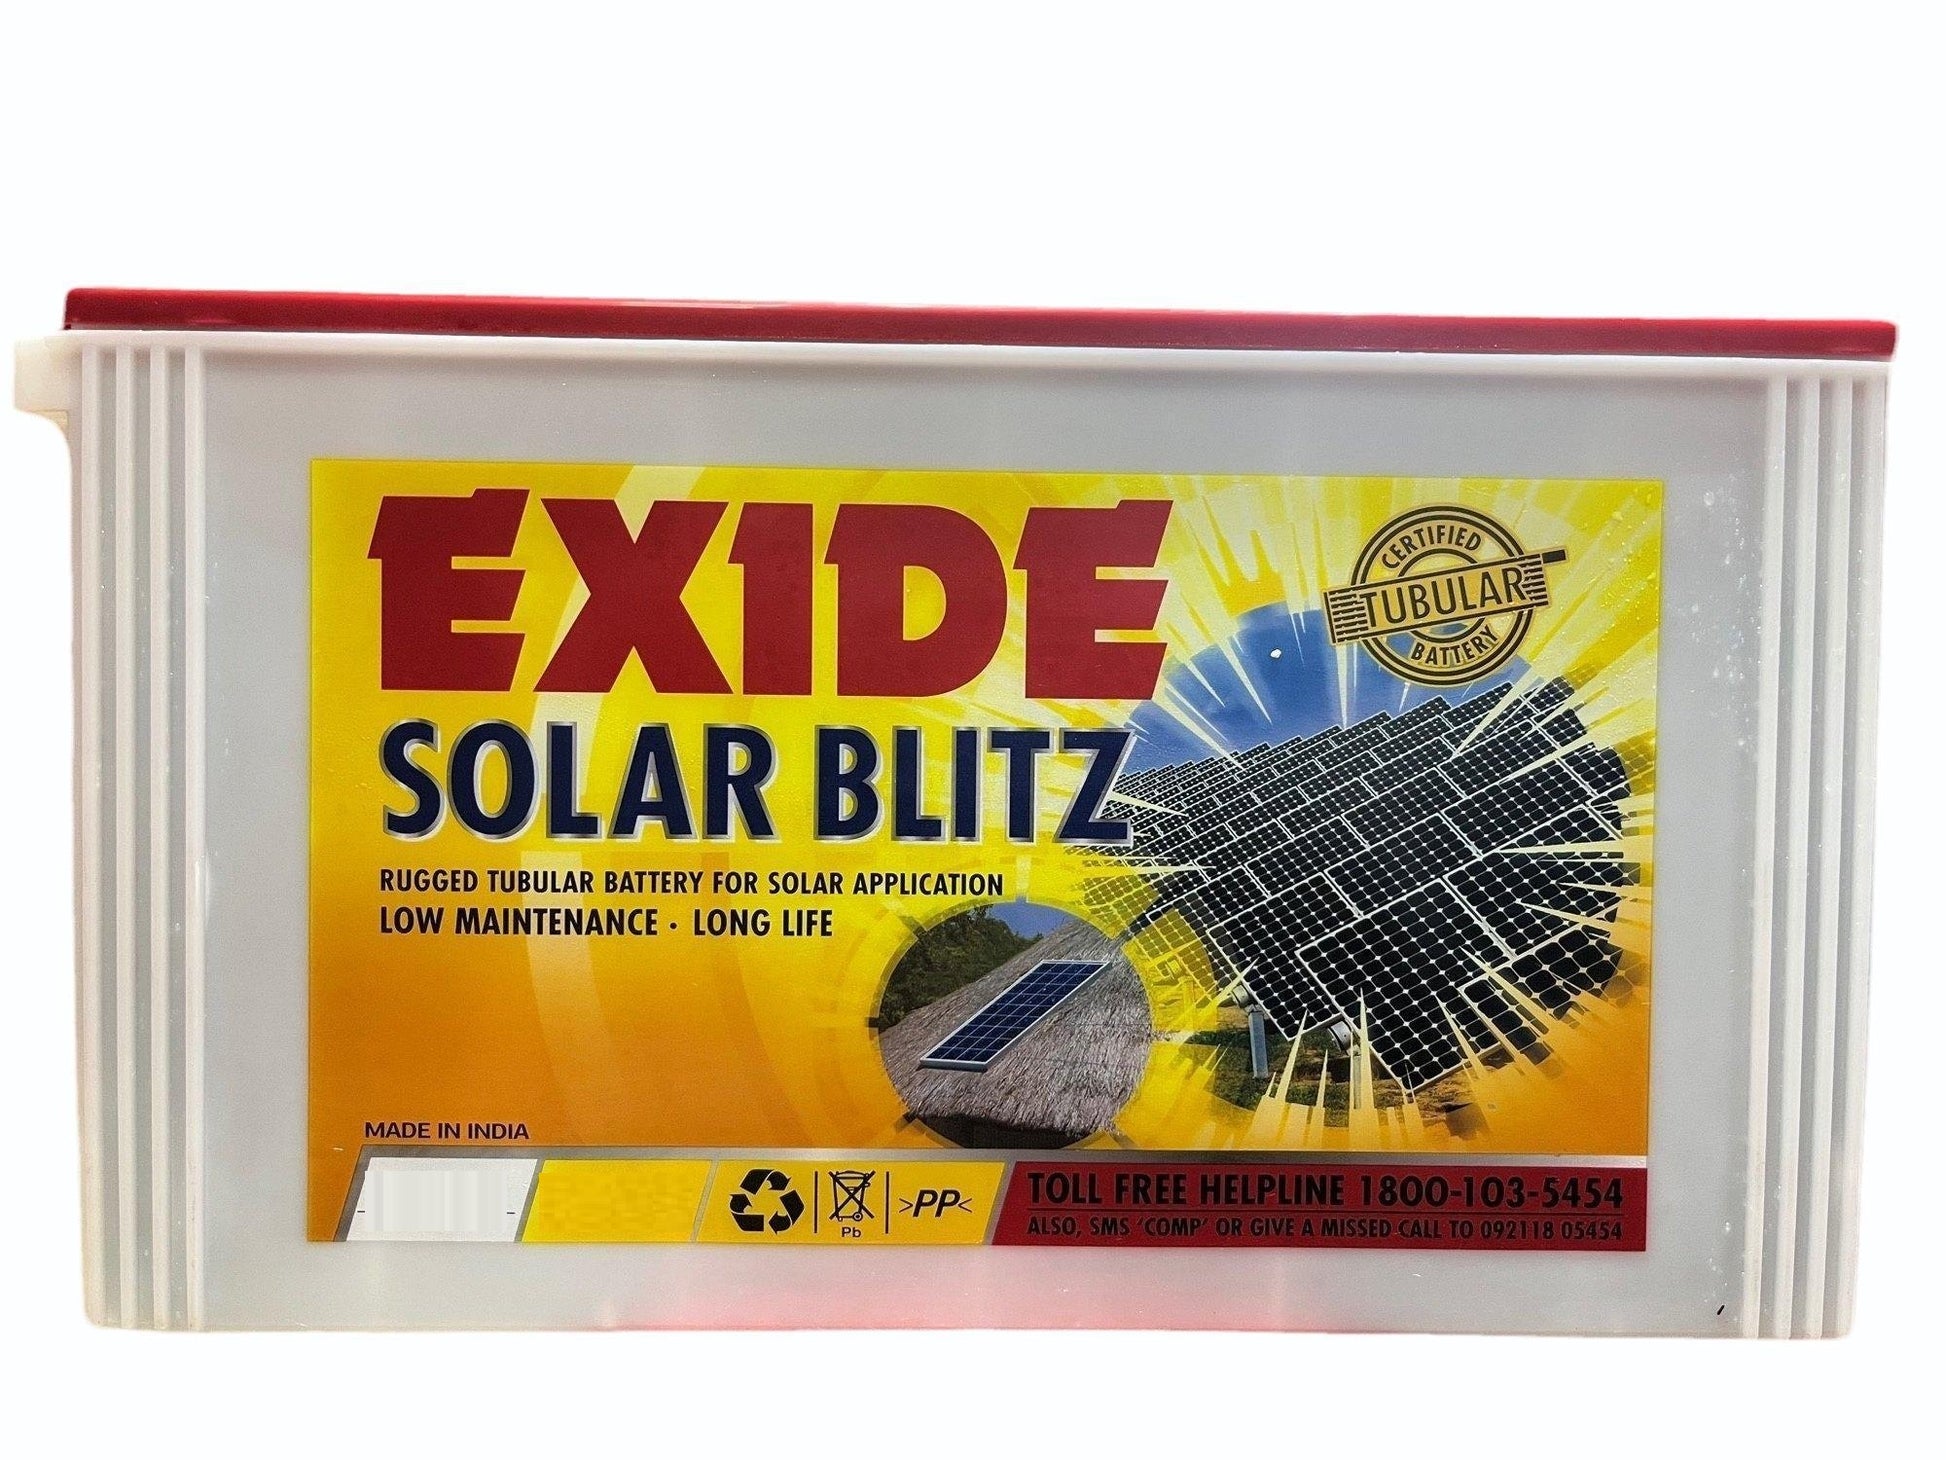 EXIDE
CERTIFIED
TUBULAR
BATTERY
SOLAR BLITZ
RUGGED TUBULAR BATTERY FOR SOLAR APPLICATION
LOW MAINTENANCE · LONG LIFE
MADE IN INDIA
Pb
>PP<
TOLL FREE HELPLINE 1800-103-5454
ALSO, SMS 'COMP' OR GIVE A MISSED CALL TO 092118 05454